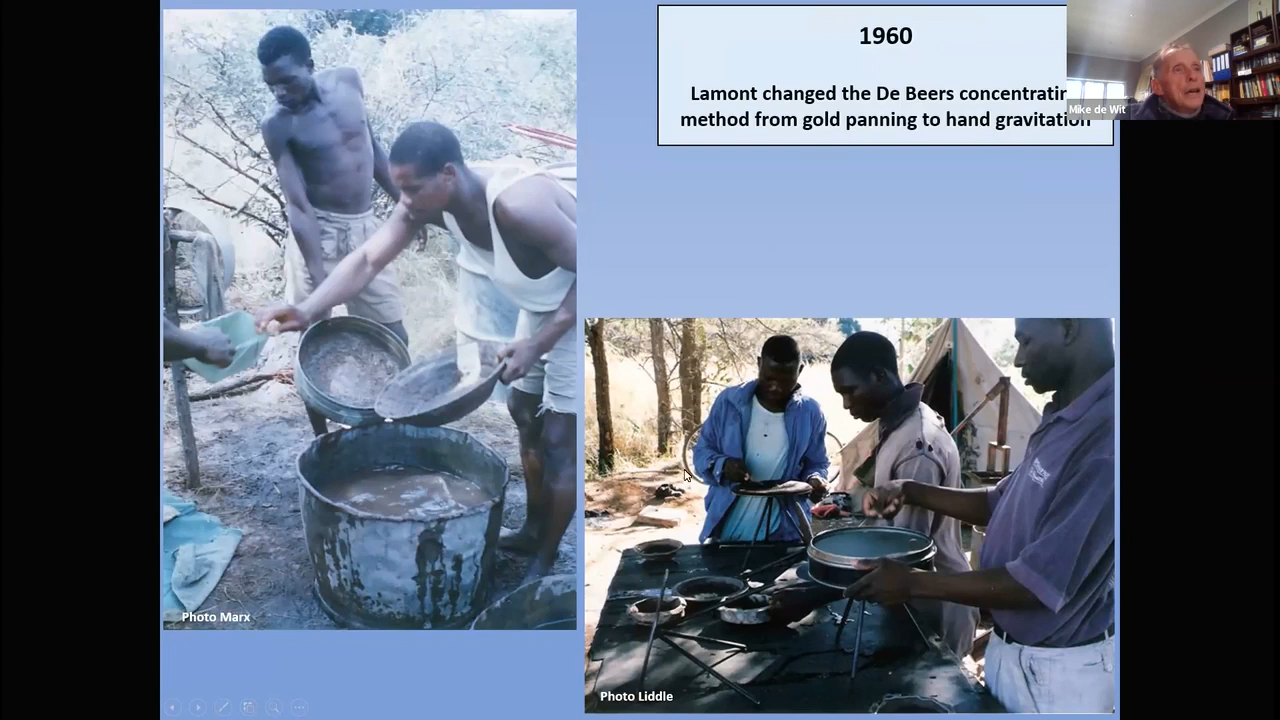 1960
Lamont changed the De Beers concentratin
method from gold panning to hand gravitation
Mike de Wit
Photo Marx
Photo Liddle